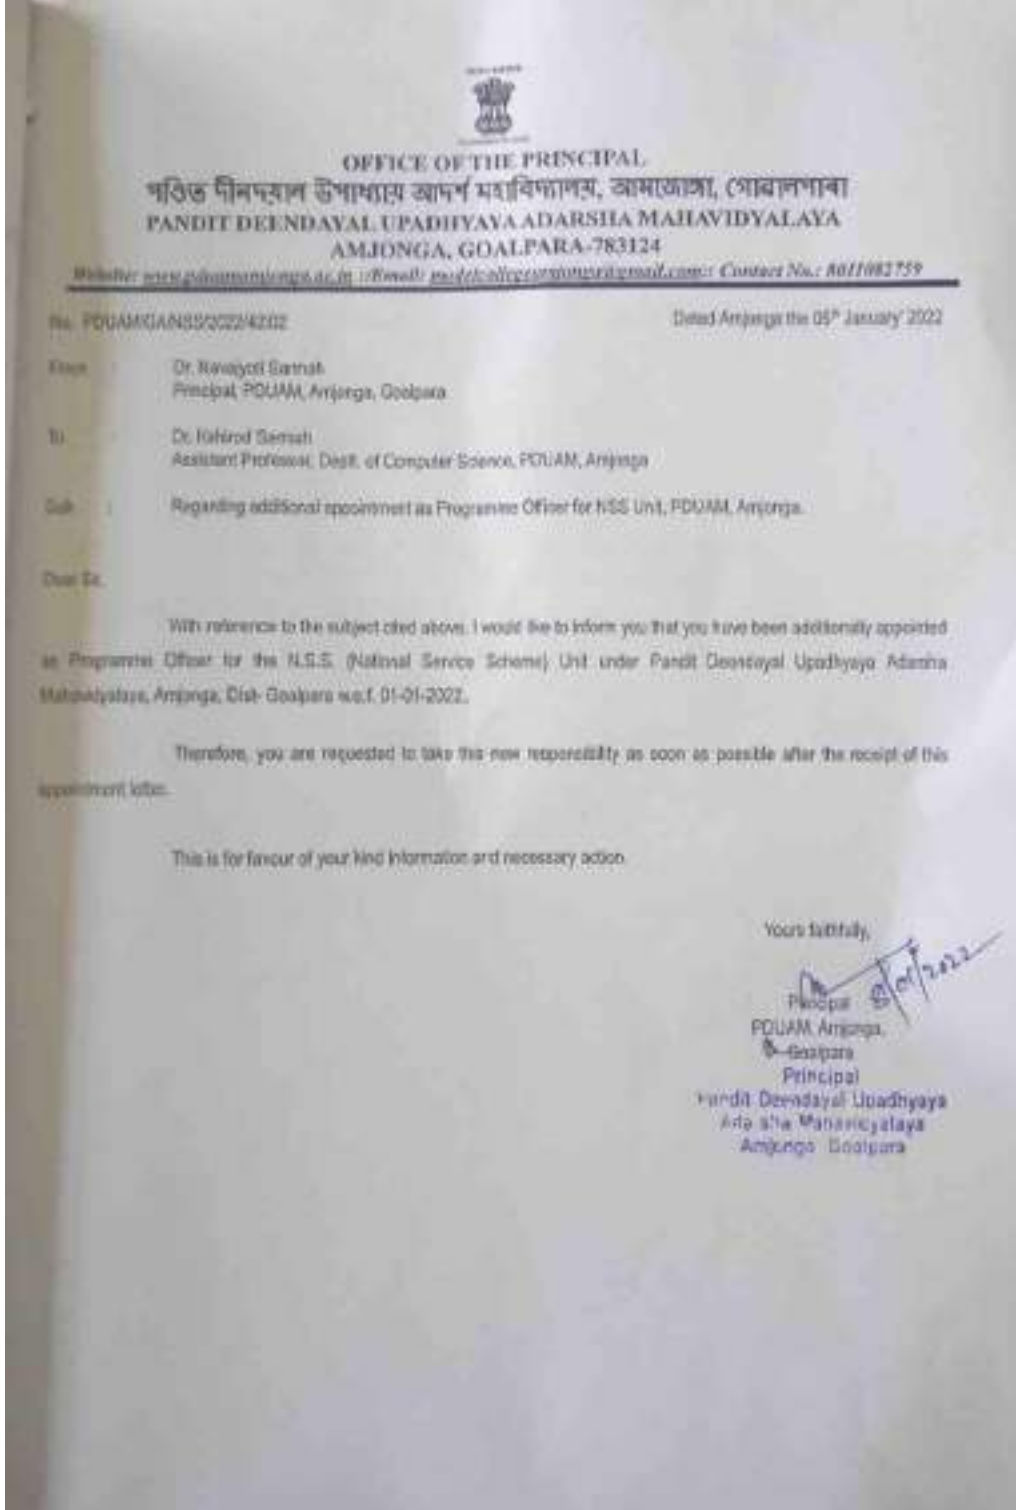 OFFICE OF THE PRINCIPAL
পণ্ডিত দীনদয়াল উপাধ্যায় আদর্শ মহাবিদ্যালয়, আমজোঙা, গোৱালপাৰা
PANDIT DEENDAYAL UPADHYAYA ADARSHA MAHAVIDYALAYA
AMJONGA, GOALPARA-783124
Website: Email: Contact No.: 8011082759
No. Dated Amjonga the 05th January' 2022
From :
Principal, PDUAM, Amjonga, Goalpara
To :
Assistant Professor, Deptt. of Computer Science, PDUAM, Amjonga
Sub : Regarding additional appointment as Programme Officer for NSS Unit, PDUAM, Amjonga.
Dear Sir,
With reference to the subject cited above, I would like to inform you that you have been additionally appointed
as Programme Officer for the N.S.S. (National Service Scheme) Unit under Pandit Deendayal Upadhyaya Adarsha
Mahavidyalaya, Amjonga, Dist- Goalpara w.e.f. 01-01-2022.
Therefore, you are requested to take this new responsibility as soon as possible after the receipt of this
appointment letter.
This is for favour of your kind information and necessary action.
Yours faithfully,
Principal
PDUAM, Amjonga,
Goalpara
Principal
Pandit Deendayal Upadhyaya
Adarsha Mahavidyalaya
Amjonga Goalpara